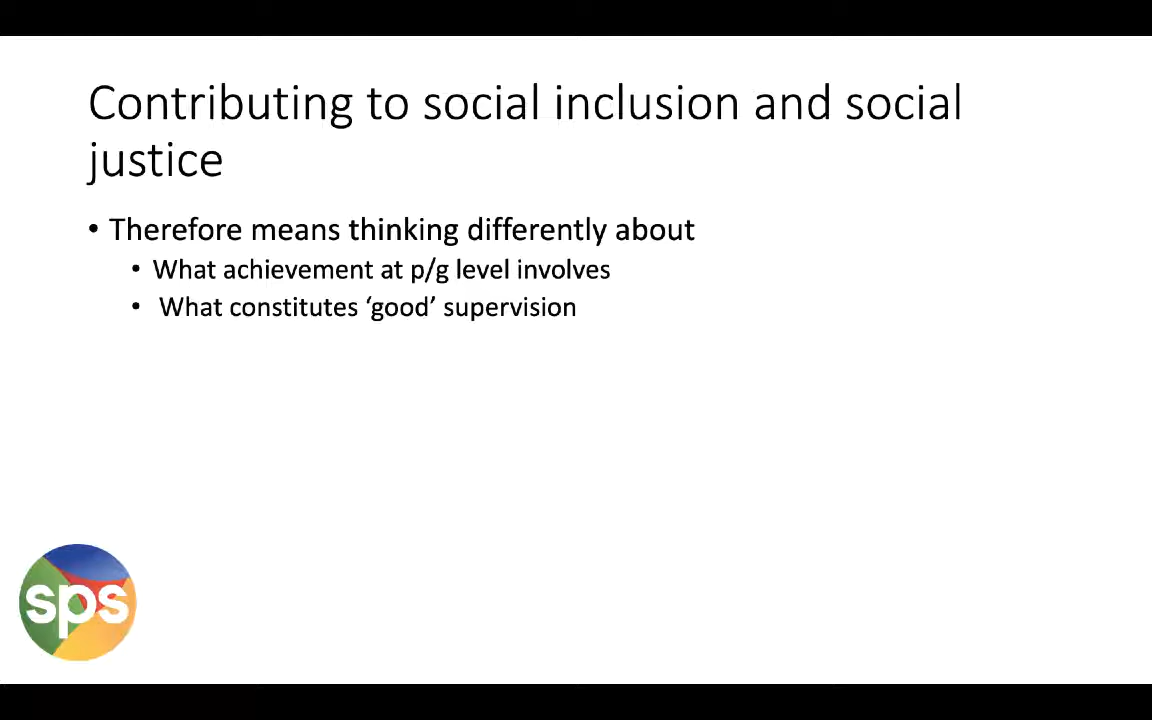 Contributing to social inclusion and social
justice
• Therefore means thinking differently about
• What achievement at p/g level involves
• What constitutes ‘good’ supervision
sps